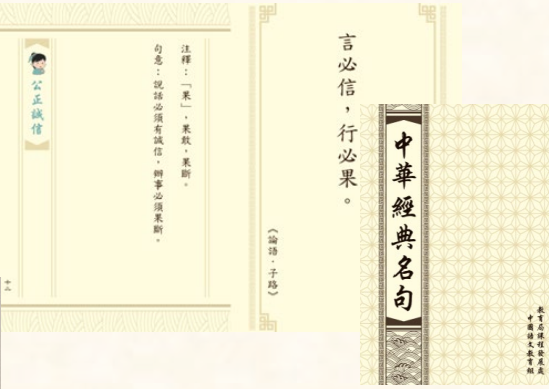 言必信，行必果。
《論語．子路》
注釋：「果」，果敢，果斷。
句意：說話必須有誠信，辦事必須果斷。
公正誠信
十二
中華經典名句
教育局課程發展處
中國語文教育組